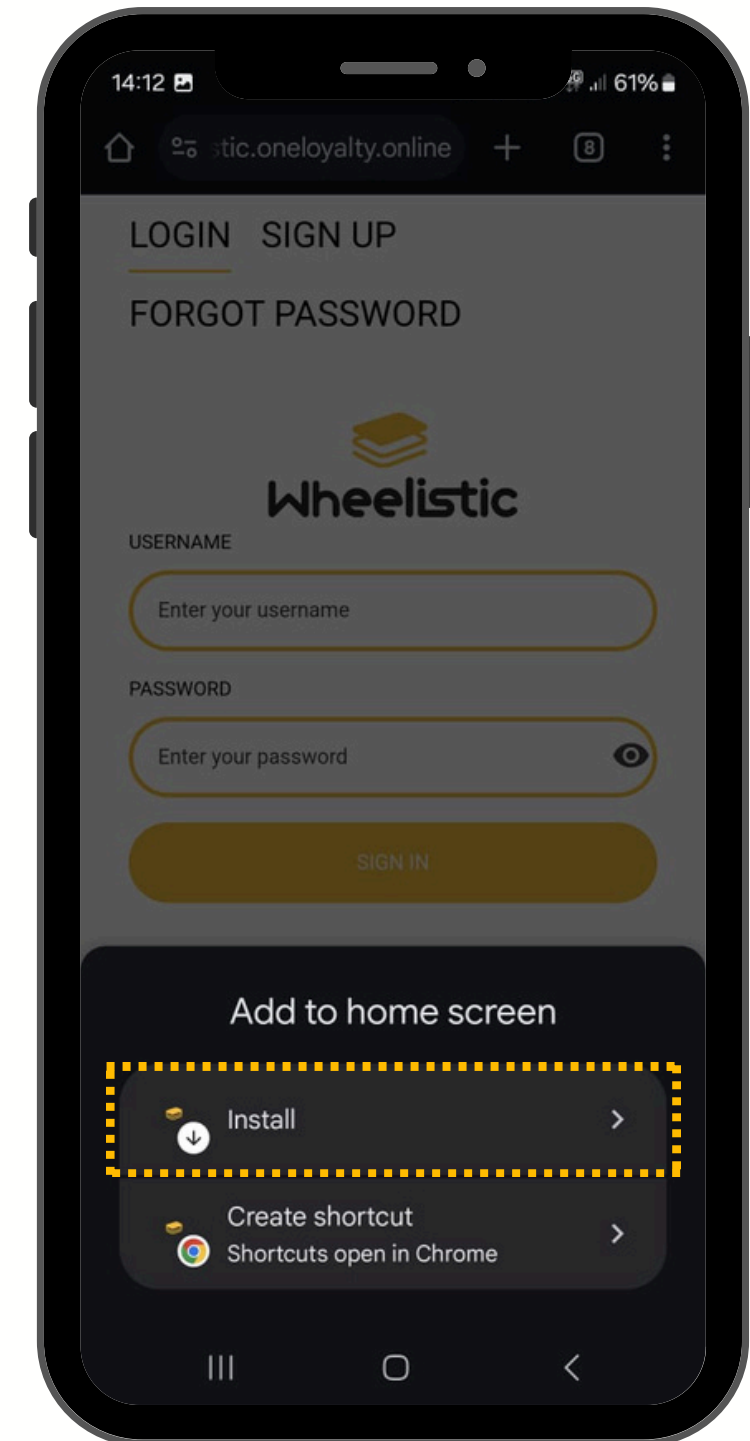 14:12 61%
stic.oneloyalty.online 8
LOGIN SIGN UP
FORGOT PASSWORD
Wheelistic
USERNAME
Enter your username
PASSWORD
Enter your password
SIGN IN
Add to home screen
Install
Create shortcut
Shortcuts open in Chrome